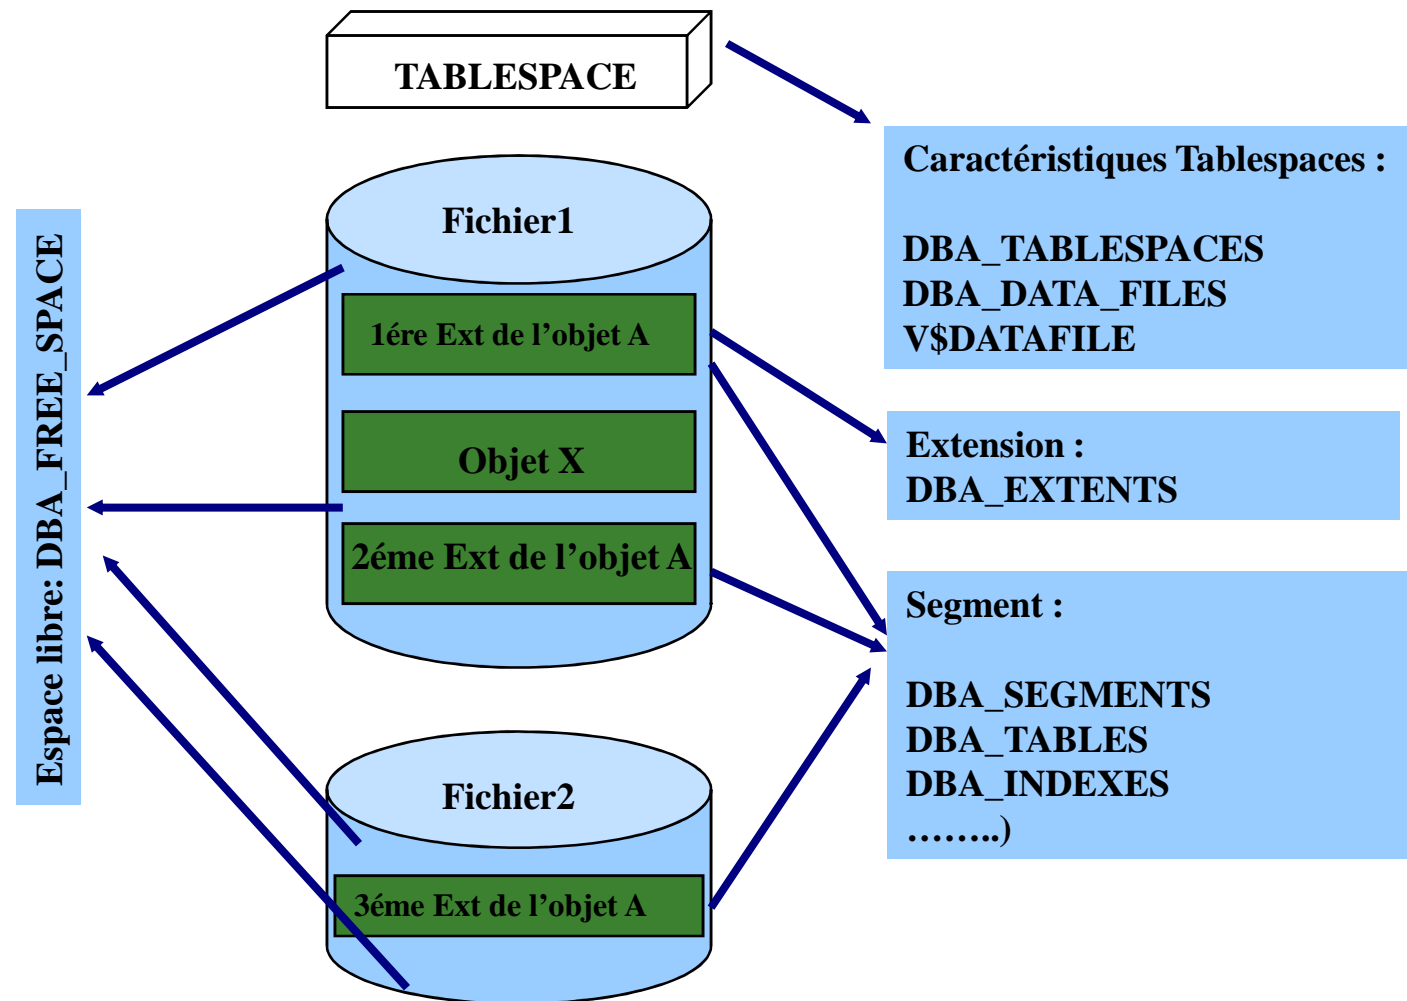 TABLESPACE
Caractéristiques Tablespaces :
DBA_TABLESPACES
DBA_DATA_FILES
V$DATAFILE
Espace libre: DBA_FREE_SPACE
Fichier1
1ére Ext de l’objet A
Objet X
2éme Ext de l’objet A
Extension :
DBA_EXTENTS
Segment :
DBA_SEGMENTS
DBA_TABLES
DBA_INDEXES
……..)
Fichier2
3éme Ext de l’objet A